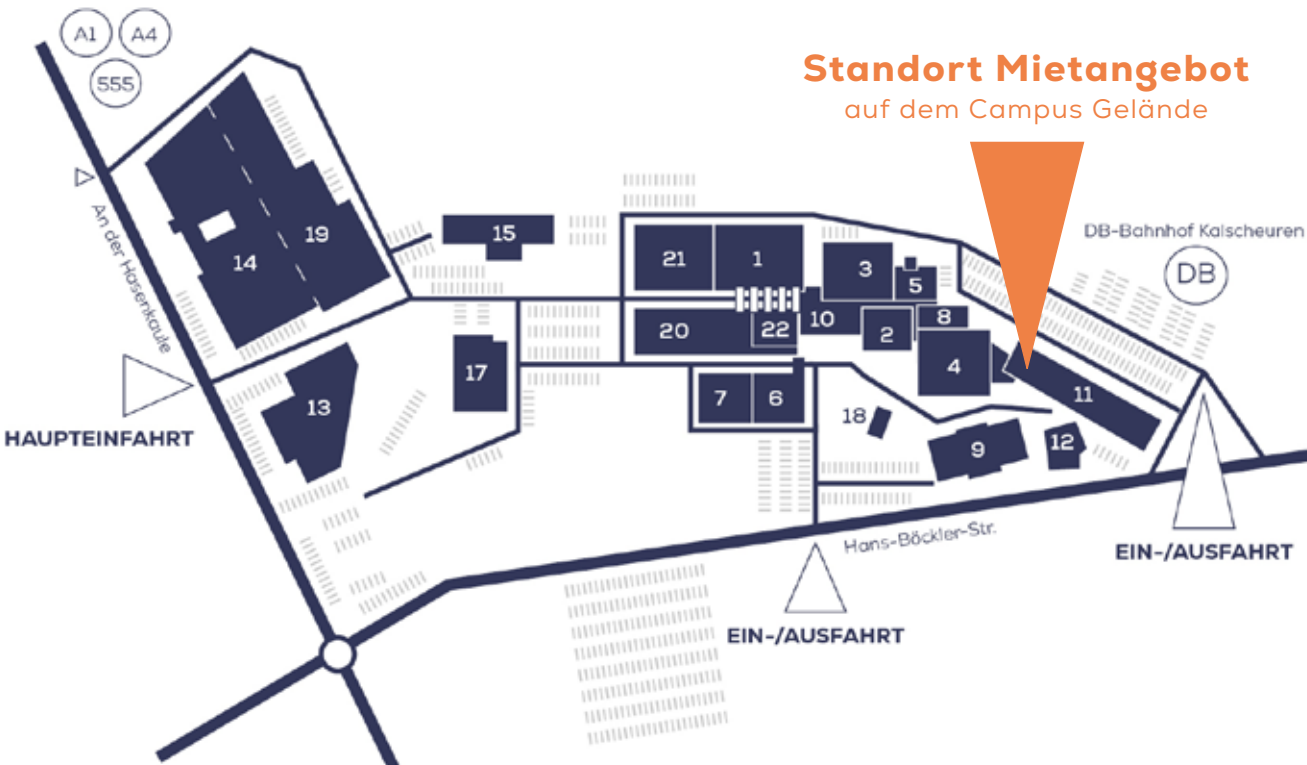 A1
A4
555
Standort Mietangebot
auf dem Campus Gelände
An der Hasenkaule
DB-Bahnhof Kalscheuren
DB
14
19
15
21
1
3
5
20
22
10
2
8
4
11
13
17
7
6
18
9
12
HAUPTEINFAHRT
Hans-Böckler-Str.
EIN-/AUSFAHRT
EIN-/AUSFAHRT